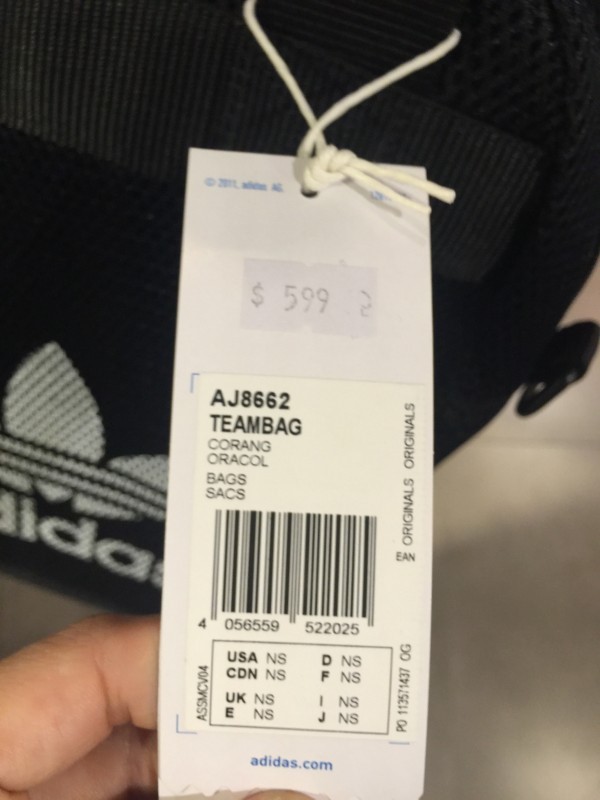 © 2011, adidas AG.
$ 599
AJ8662
TEAMBAG
CORANG
ORACOL
BAGS
SACS
ORIGINALS ORIGINALS
EAN
4 056559 522025
USA NS D NS
CDN NS F NS
UK NS I NS
E NS J NS
ASSMCV04
PO 113571437 OG
adidas.com
adidas